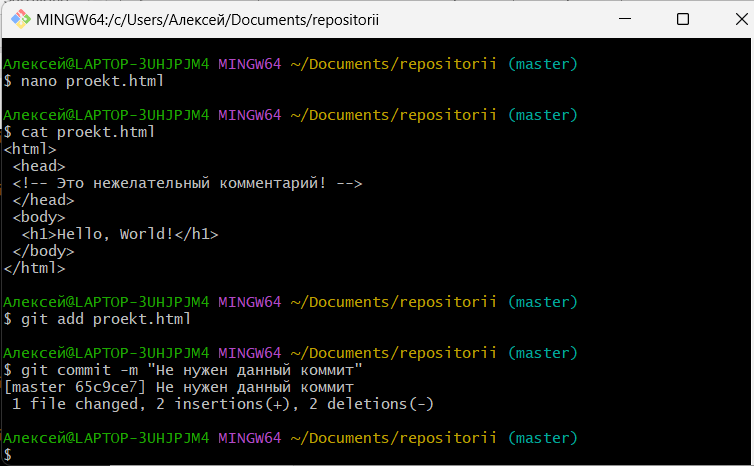 MINGW64:/c/Users/Алексей/Documents/repositorii
Алексей@LAPTOP-3UHJPJM4 MINGW64 ~/Documents/repositorii (master)
$ nano proekt.html
Алексей@LAPTOP-3UHJPJM4 MINGW64 ~/Documents/repositorii (master)
$ cat proekt.html
<html>
 <head>
 <!-- Это нежелательный комментарий! -->
 </head>
 <body>
  <h1>Hello, World!</h1>
 </body>
</html>
Алексей@LAPTOP-3UHJPJM4 MINGW64 ~/Documents/repositorii (master)
$ git add proekt.html
Алексей@LAPTOP-3UHJPJM4 MINGW64 ~/Documents/repositorii (master)
$ git commit -m "Не нужен данный коммит"
[master 65c9ce7] Не нужен данный коммит
 1 file changed, 2 insertions(+), 2 deletions(-)
Алексей@LAPTOP-3UHJPJM4 MINGW64 ~/Documents/repositorii (master)
$